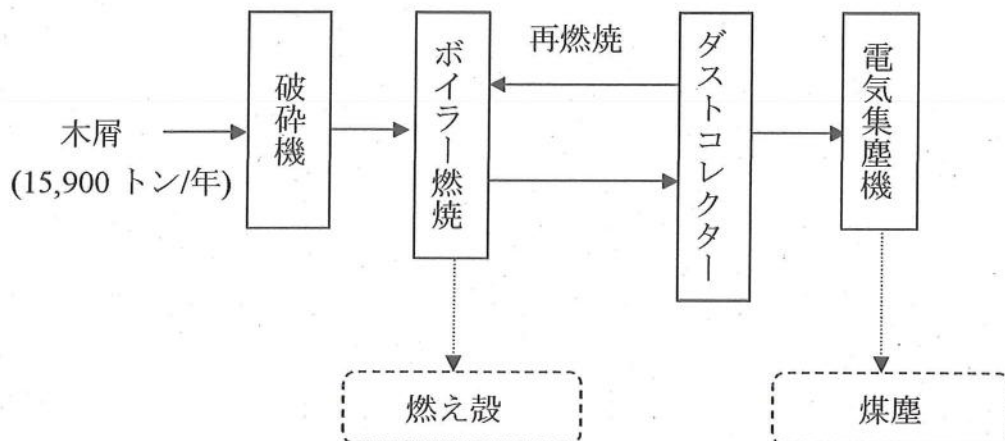 木屑
(15,900 トン/年)
破砕機
ボイラー燃焼
再燃焼
ダストコレクター
電気集塵機
燃え殻
煤塵